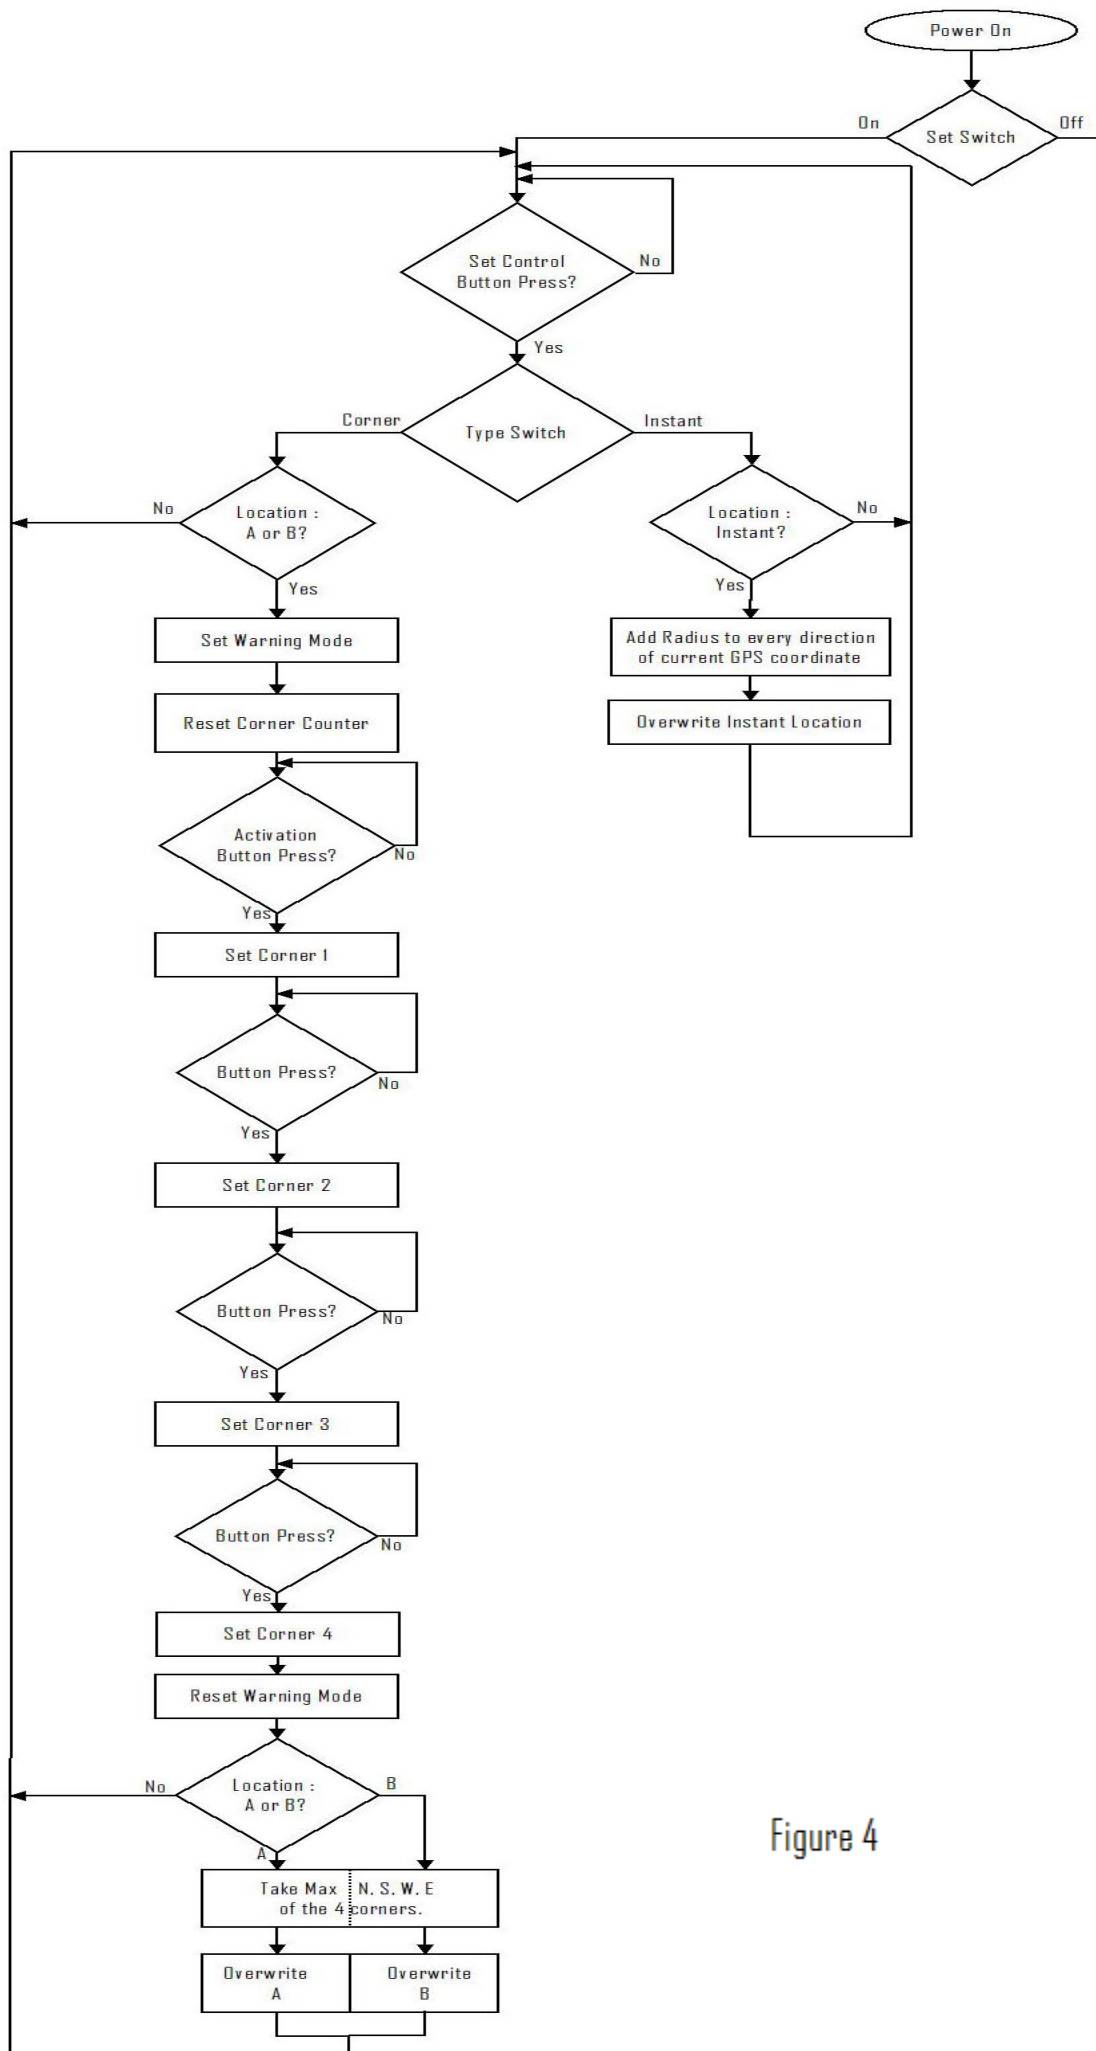 Power On
On
Set Switch
Off
Set Control
Button Press?
No
Yes
Corner
Type Switch
Instant
No
Location :
A or B?
Yes
Location :
Instant?
No
Yes
Set Warning Mode
Add Radius to every direction
of current GPS coordinate
Reset Corner Counter
Overwrite Instant Location
Activation
Button Press?
No
Yes
Set Corner 1
Button Press?
No
Yes
Set Corner 2
Button Press?
No
Yes
Set Corner 3
Button Press?
No
Yes
Set Corner 4
Reset Warning Mode
No
Location :
A or B?
B
A
Take Max N, S, W, E
of the 4 corners.
Overwrite
A
Overwrite
B
Figure 4